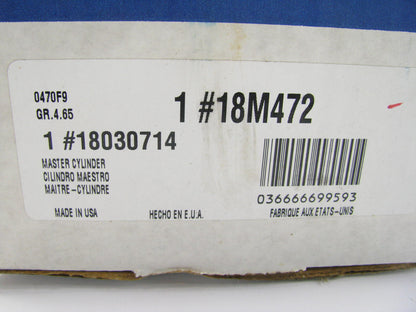 0470F9
GR.4.65
1 #18M472
1 #18030714
MASTER CYLINDER
CILINDRO MAESTRO
MAITRE-CYLINDRE
036666699593
MADE IN USA HECHO EN E.U.A. FABRIQUE AUX ETATS-UNIS